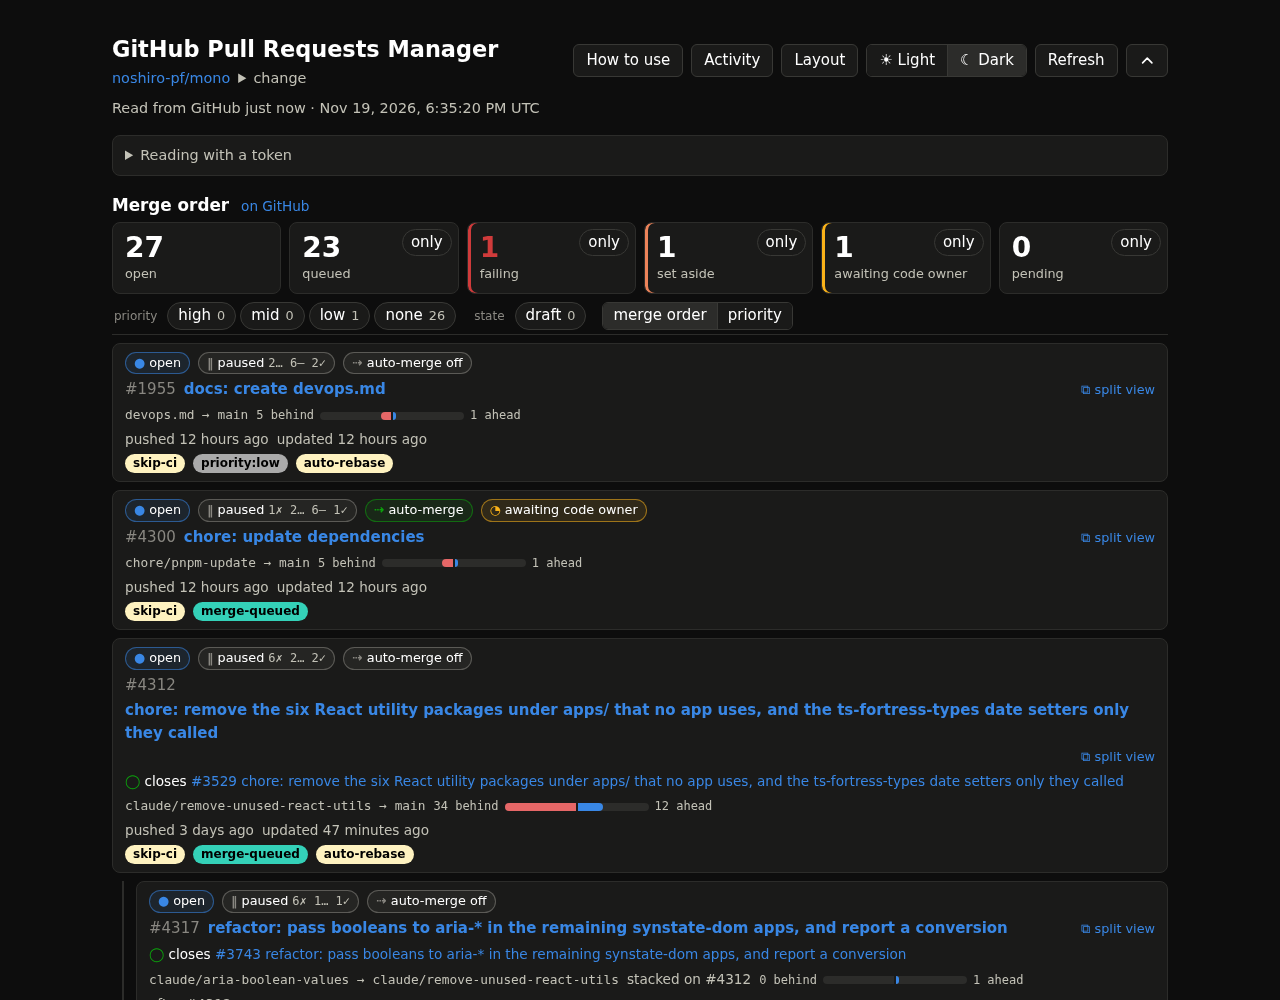 GitHub Pull Requests Manager
noshiro-pf/mono ▶ change
How to use Activity Layout ☀ Light ☾ Dark Refresh
Read from GitHub just now · Nov 19, 2026, 6:35:20 PM UTC
▶ Reading with a token
Merge order on GitHub
27 open
23 queued only
1 failing only
1 set aside only
1 awaiting code owner only
0 pending only
priority high 0 mid 0 low 1 none 26 state draft 0 merge order priority
● open ‖ paused 2… 6— 2✓ ⇢ auto-merge off
#1955 docs: create devops.md ⧉ split view
devops.md → main 5 behind 1 ahead
pushed 12 hours ago updated 12 hours ago
skip-ci priority:low auto-rebase
● open ‖ paused 1✗ 2… 6— 1✓ ⇢ auto-merge ◔ awaiting code owner
#4300 chore: update dependencies ⧉ split view
chore/pnpm-update → main 5 behind 1 ahead
pushed 12 hours ago updated 12 hours ago
skip-ci merge-queued
● open ‖ paused 6✗ 2… 2✓ ⇢ auto-merge off
#4312
chore: remove the six React utility packages under apps/ that no app uses, and the ts-fortress-types date setters only
they called
⧉ split view
◯ closes #3529 chore: remove the six React utility packages under apps/ that no app uses, and the ts-fortress-types date setters only they called
claude/remove-unused-react-utils → main 34 behind 12 ahead
pushed 3 days ago updated 47 minutes ago
skip-ci merge-queued auto-rebase
● open ‖ paused 6✗ 1… 1✓ ⇢ auto-merge off
#4317 refactor: pass booleans to aria-* in the remaining synstate-dom apps, and report a conversion ⧉ split view
◯ closes #3743 refactor: pass booleans to aria-* in the remaining synstate-dom apps, and report a conversion
claude/aria-boolean-values → claude/remove-unused-react-utils stacked on #4312 0 behind 1 ahead